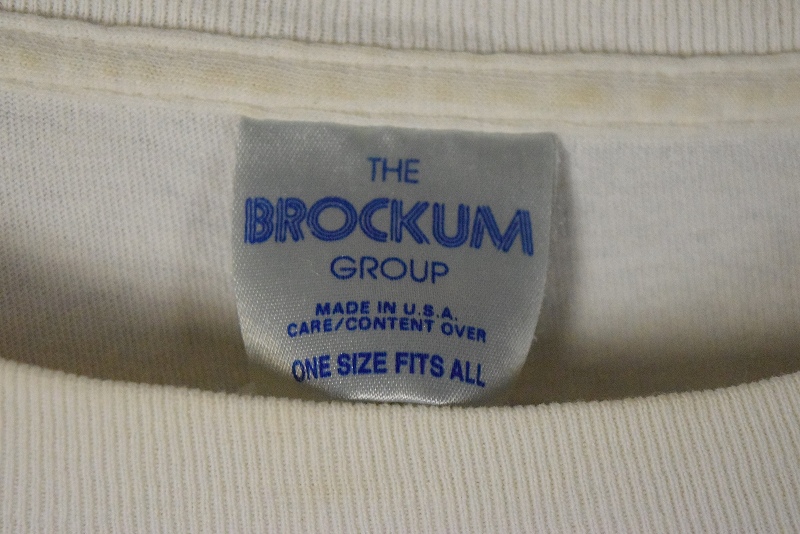 THE
BROCKUM
GROUP
MADE IN U.S.A.
CARE/CONTENT OVER
ONE SIZE FITS ALL